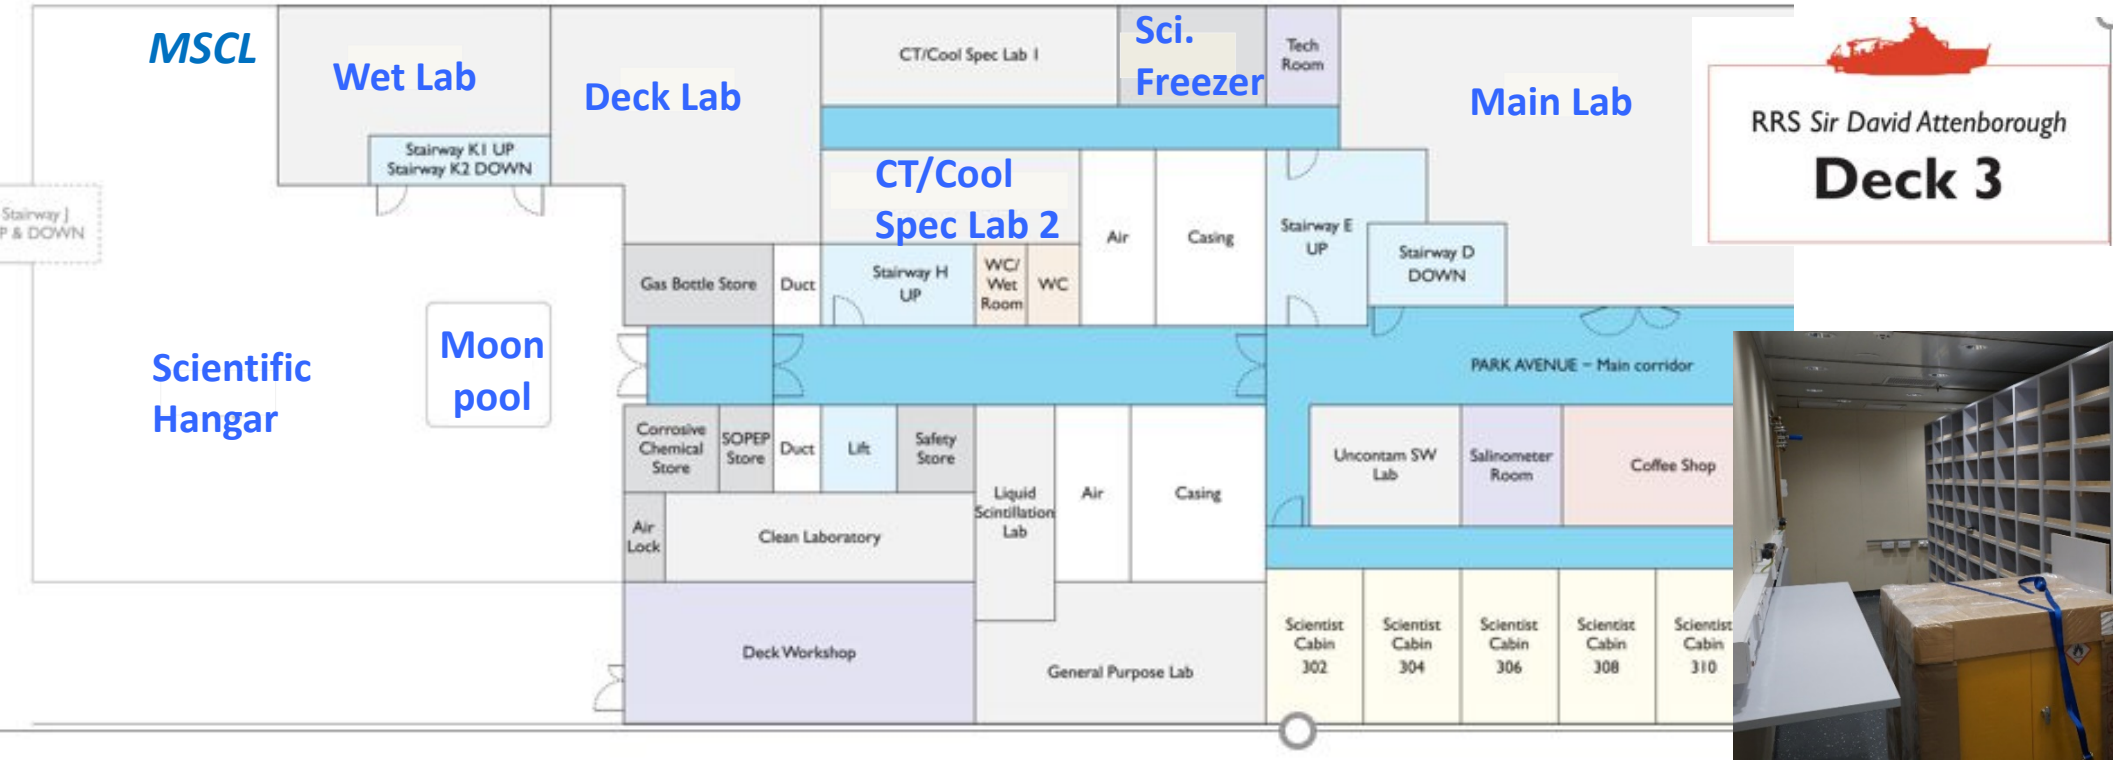 MSCL
Wet Lab
Deck Lab
CT/Cool Spec Lab 1
Sci.
Freezer
Tech
Room
Main Lab
RRS Sir David Attenborough
Deck 3
Stairway K1 UP
Stairway K2 DOWN
CT/Cool
Spec Lab 2
Stairway J
P & DOWN
Air
Casing
Stairway E
UP
Stairway D
DOWN
Gas Bottle Store
Duct
Stairway H
UP
WC/
Wet
Room
WC
Scientific
Hangar
Moon
pool
PARK AVENUE – Main corridor
Corrosive
Chemical
Store
SOPEP
Store
Duct
Lift
Safety
Store
Liquid
Scintillation
Lab
Air
Casing
Uncontam SW
Lab
Salinometer
Room
Coffee Shop
Air
Lock
Clean Laboratory
Deck Workshop
General Purpose Lab
Scientist
Cabin
302
Scientist
Cabin
304
Scientist
Cabin
306
Scientist
Cabin
308
Scientist
Cabin
310